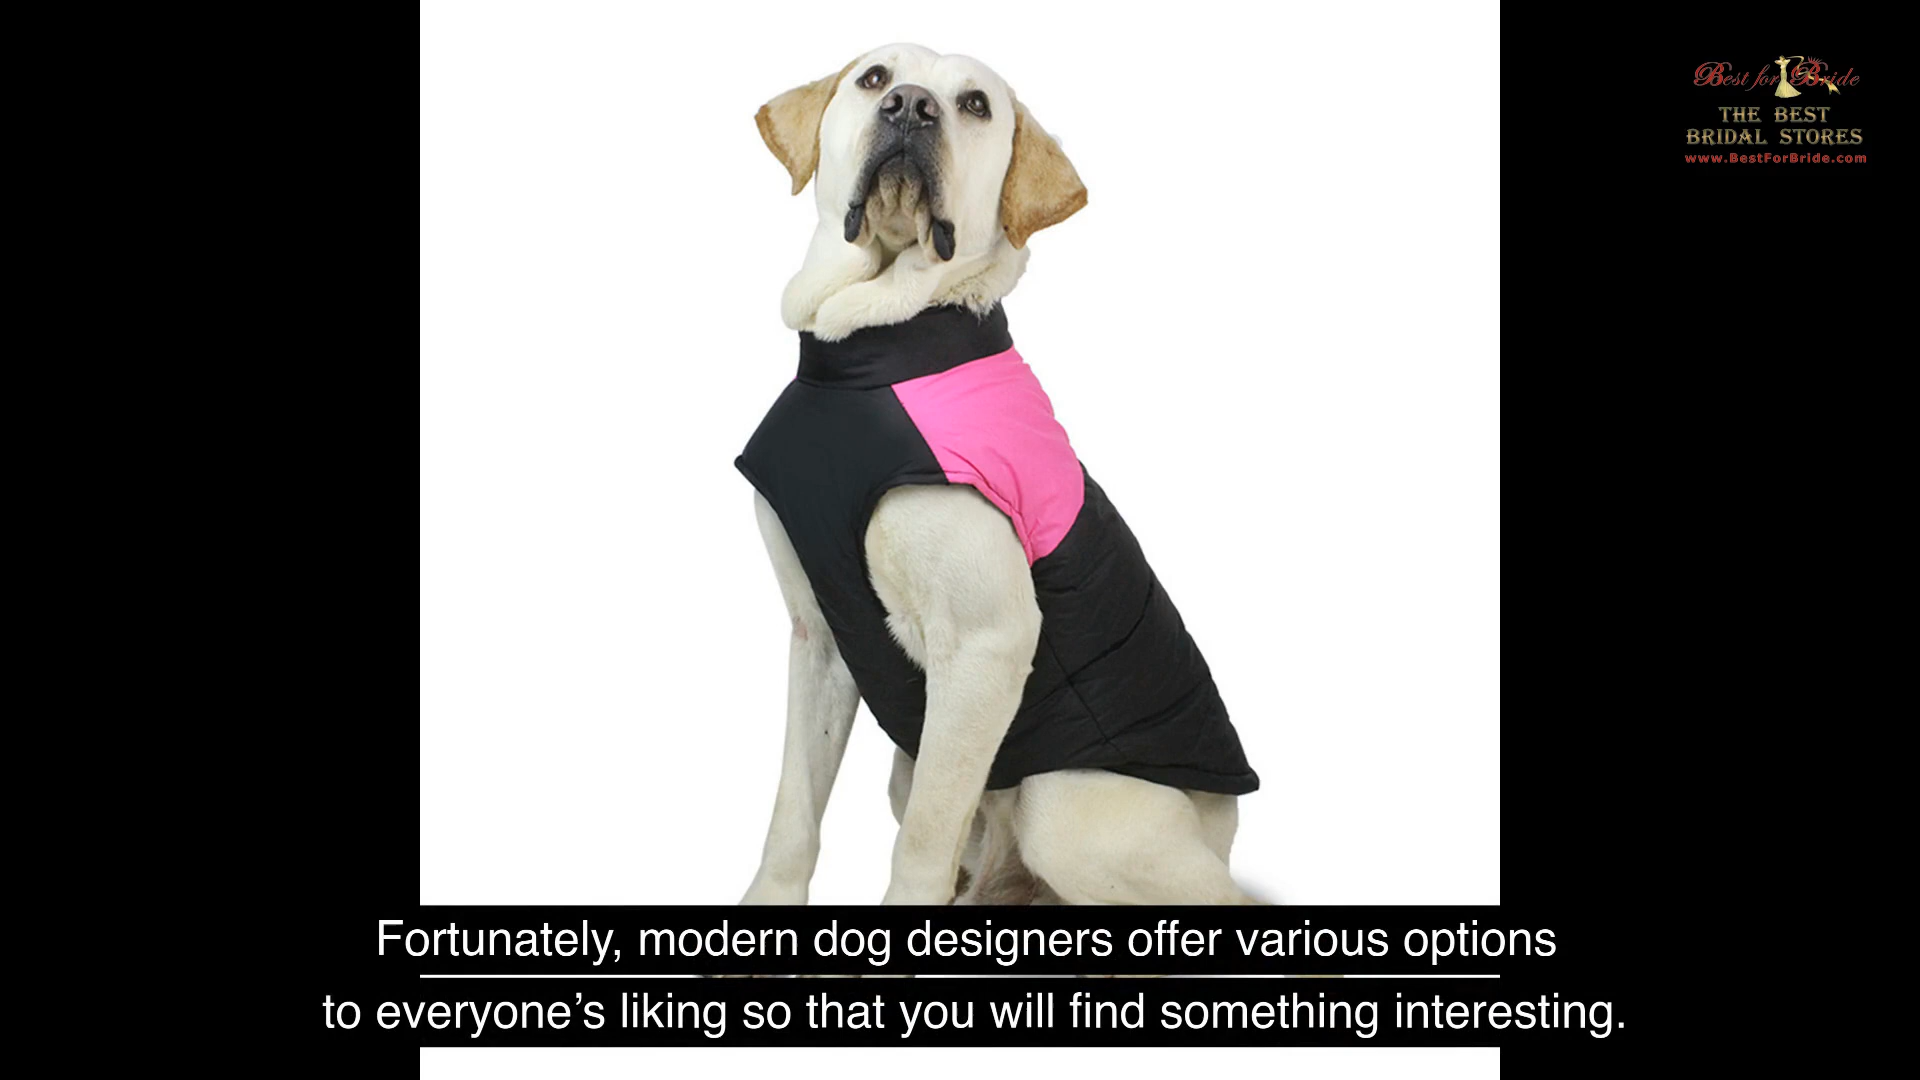 Best for Bride
THE BEST
BRIDAL STORES
www.BestForBride.com
Fortunately, modern dog designers offer various options
to everyone’s liking so that you will find something interesting.